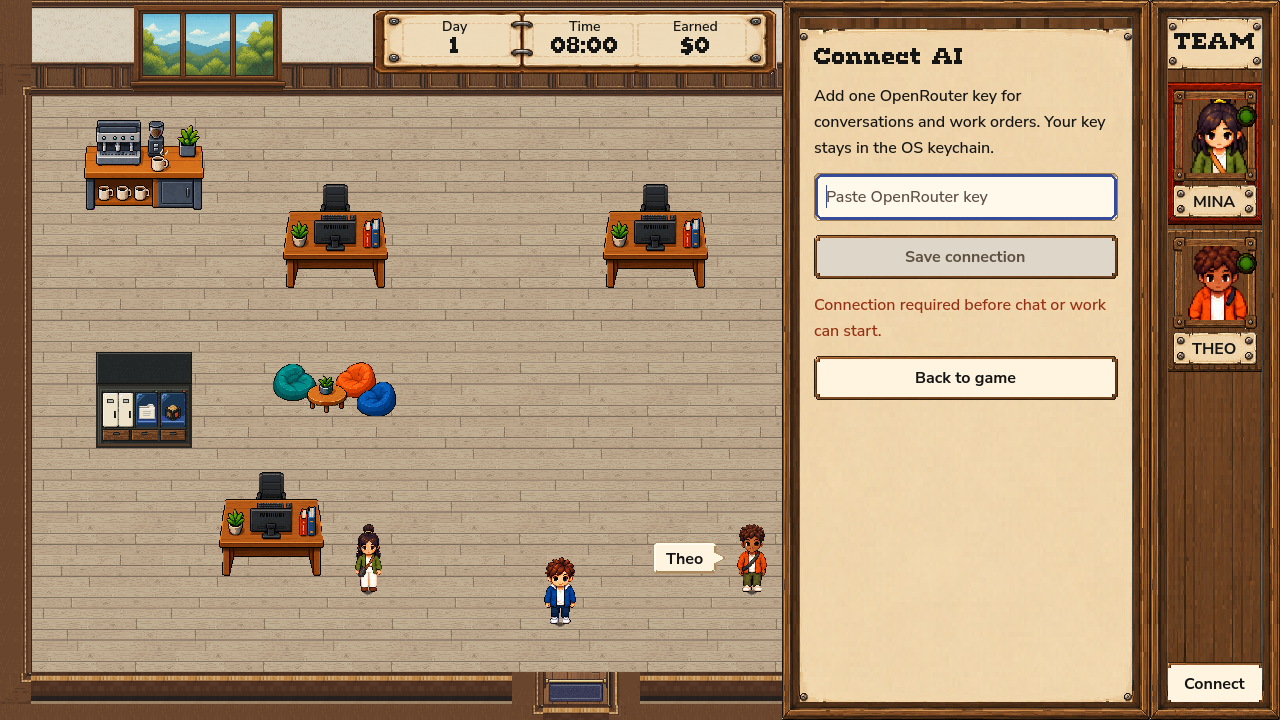 Day
1
Time
08:00
Earned
$0
Connect AI
Add one OpenRouter key for
conversations and work orders. Your key
stays in the OS keychain.
Paste OpenRouter key
Save connection
Connection required before chat or work
can start.
Back to game
TEAM
MINA
THEO
Connect
Theo